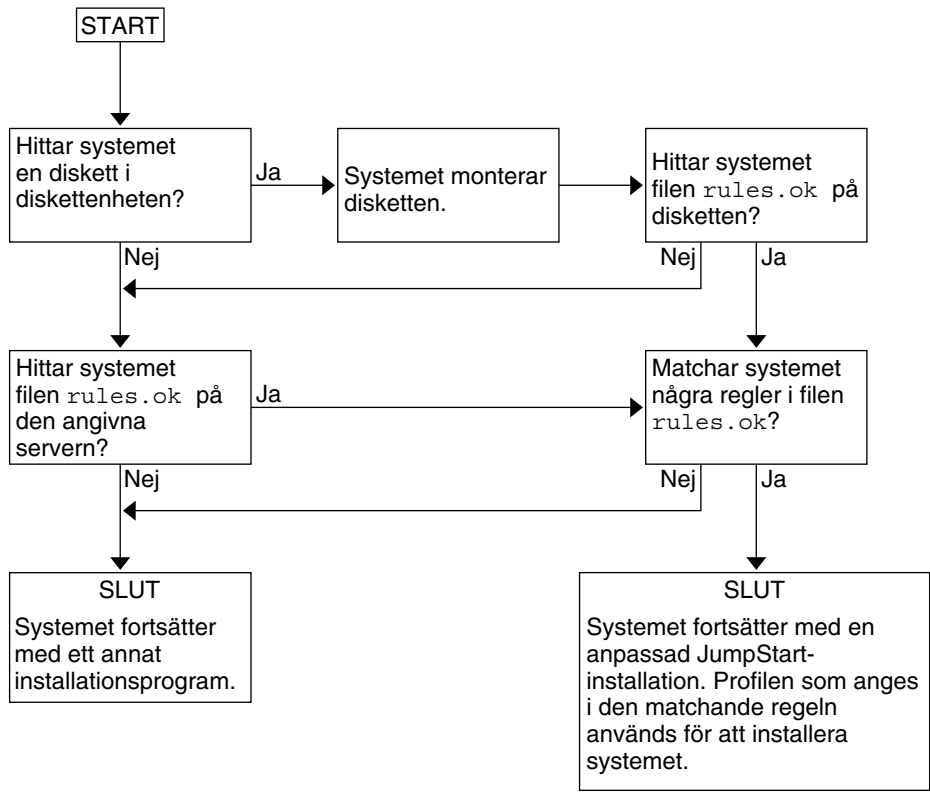 START
Hittar systemet
en diskett i
diskettenheten?
Ja
Systemet monterar
disketten.
Hittar systemet
filen rules.ok på
disketten?
Nej
Nej
Ja
Hittar systemet
filen rules.ok på
den angivna
servern?
Ja
Matchar systemet
några regler i filen
rules.ok?
Nej
Nej
Ja
SLUT
Systemet fortsätter
med ett annat
installationsprogram.
SLUT
Systemet fortsätter med en
anpassad JumpStart-
installation. Profilen som anges
i den matchande regeln
används för att installera
systemet.